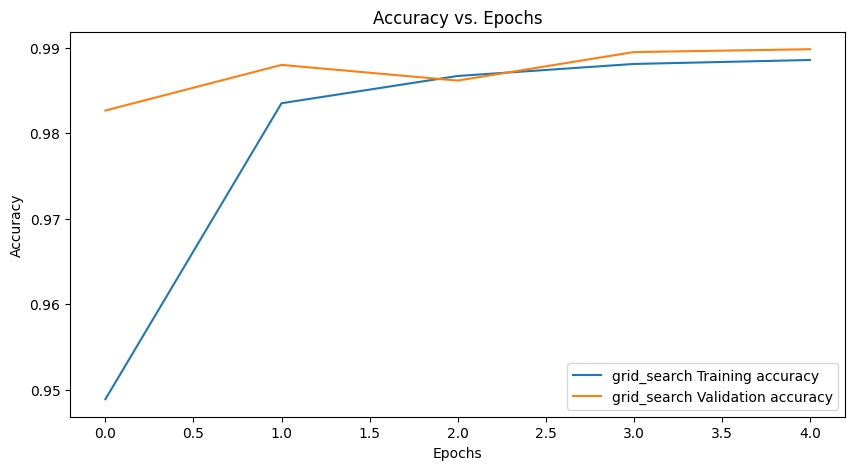 Accuracy vs. Epochs
0.99
0.98
0.97
0.96
0.95
Accuracy
0.0 0.5 1.0 1.5 2.0 2.5 3.0 3.5 4.0
Epochs
grid_search Training accuracy
grid_search Validation accuracy